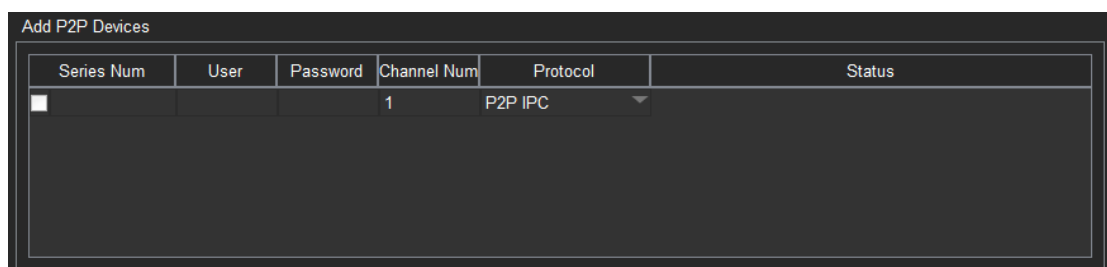 Add P2P Devices
Series Num User Password Channel Num Protocol Status
1 P2P IPC